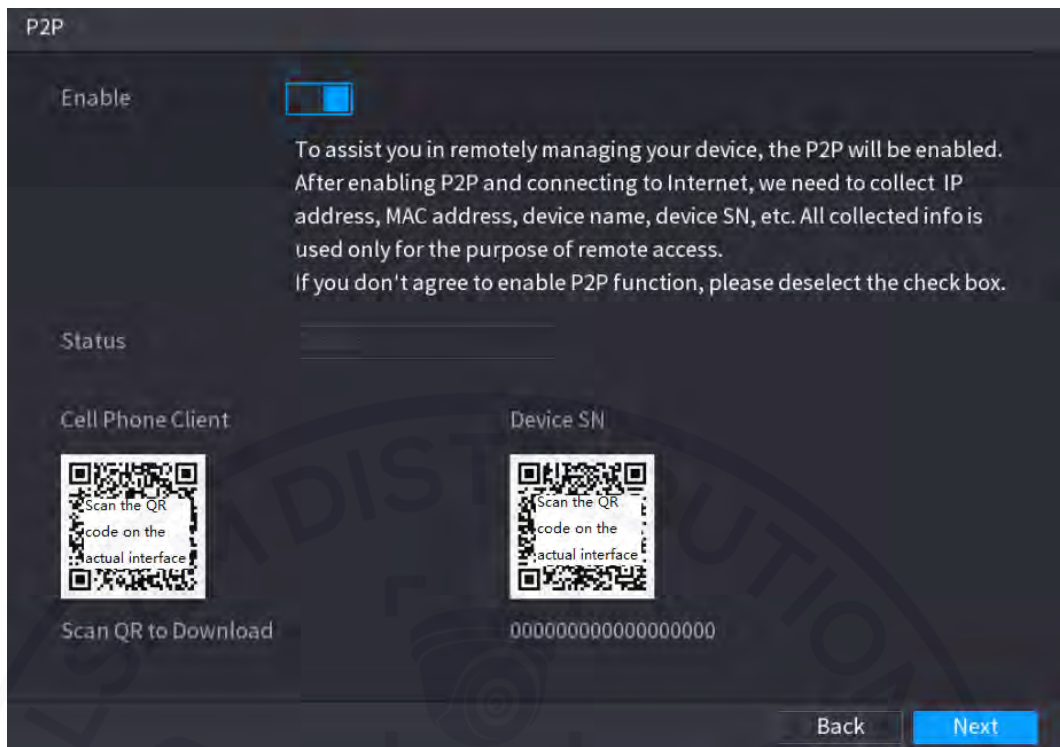 P2P
Enable
To assist you in remotely managing your device, the P2P will be enabled.
After enabling P2P and connecting to Internet, we need to collect IP
address, MAC address, device name, device SN, etc. All collected info is
used only for the purpose of remote access.
If you don't agree to enable P2P function, please deselect the check box.
Status
Cell Phone Client
Device SN
Scan the QR
code on the
actual interface
Scan the QR
code on the
actual interface
Scan QR to Download
000000000000000000
DISTRIBUTION
Back
Next